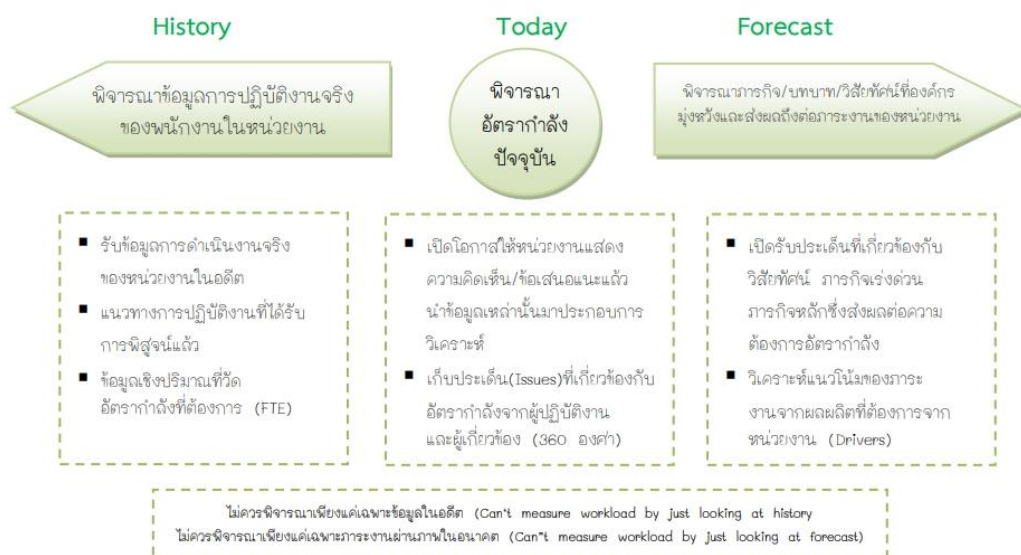 History
Today
Forecast
พิจารณาข้อมูลการปฏิบัติงานจริง
ของพนักงานในหน่วยงาน
พิจารณา
อัตรากำลัง
ปัจจุบัน
พิจารณาภารกิจ/บทบาท/วิสัยทัศน์ที่องค์กร
มุ่งหวังและส่งผลถึงต่อภาระงานของหน่วยงาน
▪ รับข้อมูลการดำเนินงานจริง
ของหน่วยงานในอดีต
▪ แนวทางการปฏิบัติงานที่ได้รับ
การพิสูจน์แล้ว
▪ ข้อมูลเชิงปริมาณที่วัด
อัตรากำลังที่ต้องการ (FTE)
▪ เปิดโอกาสให้หน่วยงานแสดง
ความคิดเห็น/ข้อเสนอแนะแล้ว
นำข้อมูลเหล่านั้นมาประกอบการ
วิเคราะห์
▪ เก็บประเด็น(Issues)ที่เกี่ยวข้องกับ
อัตรากำลังจากผู้ปฏิบัติงาน
และผู้เกี่ยวข้อง (360 องศา)
▪ เปิดรับประเด็นที่เกี่ยวข้องกับ
วิสัยทัศน์ ภารกิจเร่งด่วน
ภารกิจหลักซึ่งส่งผลต่อความ
ต้องการอัตรากำลัง
▪ วิเคราะห์แนวโน้มของภาระ
งานจากผลผลิตที่ต้องการจาก
หน่วยงาน (Drivers)
ไม่ควรพิจารณาเพียงแค่เฉพาะข้อมูลในอดีต (Can't measure workload by just looking at history
ไม่ควรพิจารณาเพียงแค่เฉพาะภาระงานผ่านภาพในอนาคต (Can"t measure workload by just looking at forecast)